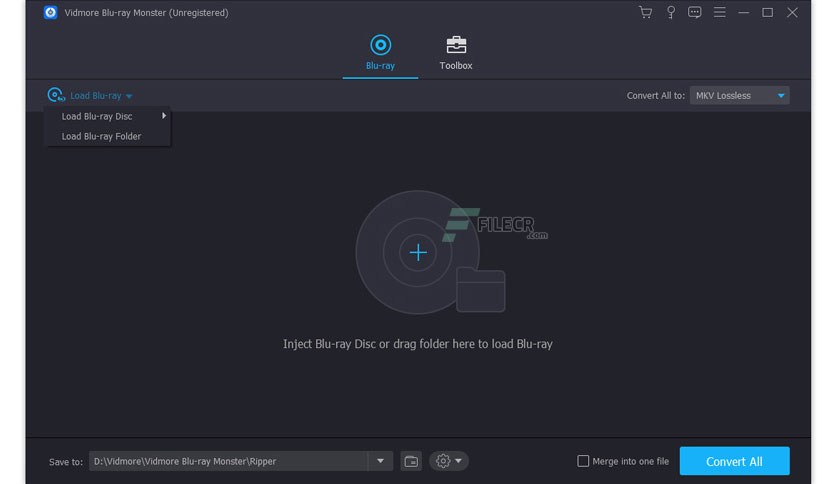 Vidmore Blu-ray Monster (Unregistered)
Blu-ray
Toolbox
Load Blu-ray
Convert All to:
MKV Lossless
Load Blu-ray Disc
Load Blu-ray Folder
FILECR
.com
Inject Blu-ray Disc or drag folder here to load Blu-ray
Save to:
D:\Vidmore\Vidmore Blu-ray Monster\Ripper
Merge into one file
Convert All